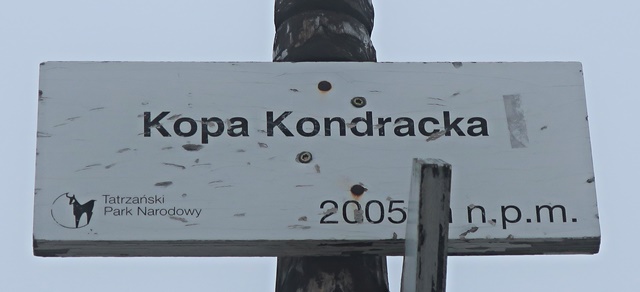 Kopa Kondracka
Tatrzański
Park Narodowy
2005 n.p.m.